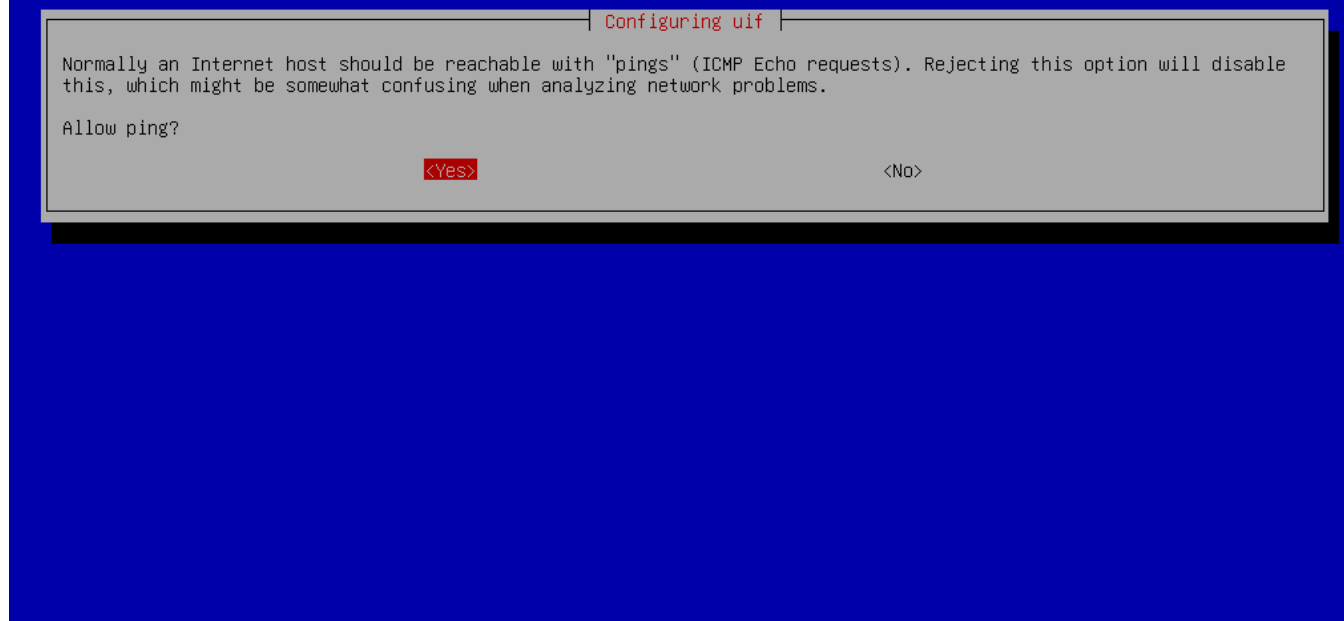 Configuring uif
Normally an Internet host should be reachable with "pings" (ICMP Echo requests). Rejecting this option will disable
this, which might be somewhat confusing when analyzing network problems.
Allow ping?
<Yes> <No>